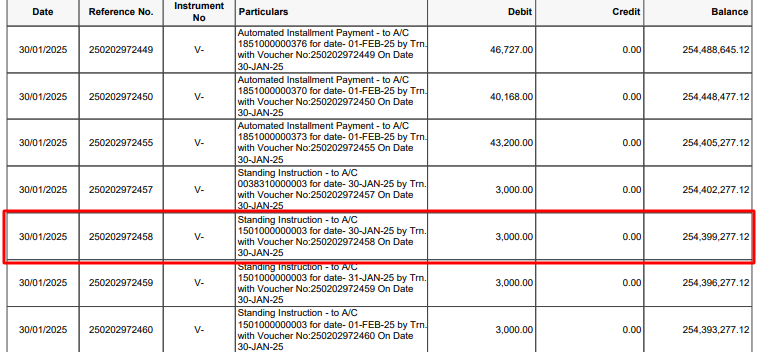 Date Reference No. Instrument No Particulars Debit Credit Balance
30/01/2025 250202972449 V- Automated Installment Payment - to A/C 46,727.00 0.00 254,488,645.12
1851000000376 for date- 01-FEB-25 by Trn.
with Voucher No:250202972449 On Date
30-JAN-25
30/01/2025 250202972450 V- Automated Installment Payment - to A/C 40,168.00 0.00 254,448,477.12
1851000000370 for date- 01-FEB-25 by Trn.
with Voucher No:250202972450 On Date
30-JAN-25
30/01/2025 250202972455 V- Automated Installment Payment - to A/C 43,200.00 0.00 254,405,277.12
1851000000373 for date- 01-FEB-25 by Trn.
with Voucher No:250202972455 On Date
30-JAN-25
30/01/2025 250202972457 V- Standing Instruction - to A/C 3,000.00 0.00 254,402,277.12
0038310000003 for date- 30-JAN-25 by Trn.
with Voucher No:250202972457 On Date
30-JAN-25
30/01/2025 250202972458 V- Standing Instruction - to A/C 3,000.00 0.00 254,399,277.12
1501000000003 for date- 30-JAN-25 by Trn.
with Voucher No:250202972458 On Date
30-JAN-25
30/01/2025 250202972459 V- Standing Instruction - to A/C 3,000.00 0.00 254,396,277.12
1501000000003 for date- 31-JAN-25 by Trn.
with Voucher No:250202972459 On Date
30-JAN-25
30/01/2025 250202972460 V- Standing Instruction - to A/C 3,000.00 0.00 254,393,277.12
1501000000003 for date- 01-FEB-25 by Trn.
with Voucher No:250202972460 On Date
30-JAN-25